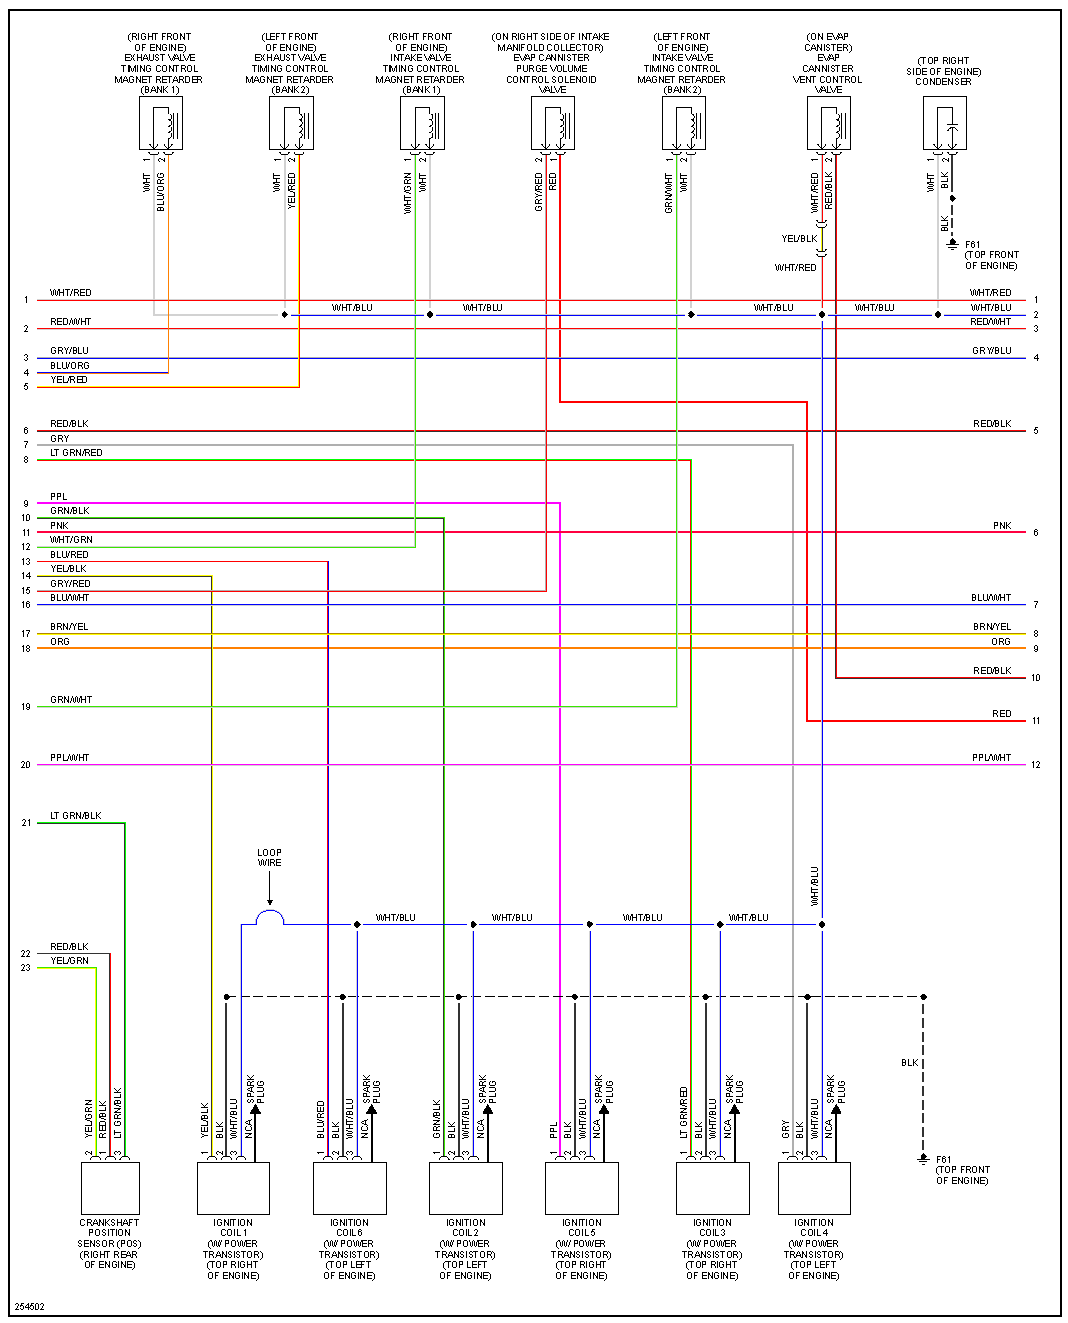 (RIGHT FRONT
OF ENGINE)
EXHAUST VALVE
TIMING CONTROL
MAGNET RETARDER
(BANK 1)
(LEFT FRONT
OF ENGINE)
EXHAUST VALVE
TIMING CONTROL
MAGNET RETARDER
(BANK 2)
(RIGHT FRONT
OF ENGINE)
INTAKE VALVE
TIMING CONTROL
MAGNET RETARDER
(BANK 1)
(ON RIGHT SIDE OF INTAKE
MANIFOLD COLLECTOR)
EVAP CANNISTER
PURGE VOLUME
CONTROL SOLENOID
VALVE
(LEFT FRONT
OF ENGINE)
INTAKE VALVE
TIMING CONTROL
MAGNET RETARDER
(BANK 2)
(ON EVAP
CANISTER)
EVAP
CANNISTER
VENT CONTROL
VALVE
(TOP RIGHT
SIDE OF ENGINE)
CONDENSER
1 2
1 2
1 2
2 1
1 2
1 2
1 2
WHT
BLU/ORG
WHT
YEL/RED
WHT/GRN
WHT
GRY/RED
RED
GRN/WHT
WHT
WHT/RED
RED/BLK
WHT
BLK
BLK
YEL/BLK
WHT/RED
F61
(TOP FRONT
OF ENGINE)
1 WHT/RED WHT/RED 1
WHT/BLU WHT/BLU WHT/BLU WHT/BLU WHT/BLU 2
2 RED/WHT RED/WHT 3
3 GRY/BLU GRY/BLU 4
4 BLU/ORG
5 YEL/RED
6 RED/BLK RED/BLK 5
7 GRY
8 LT GRN/RED
9 PPL
10 GRN/BLK
11 PNK PNK 6
12 WHT/GRN
13 BLU/RED
14 YEL/BLK
15 GRY/RED
16 BLU/WHT BLU/WHT 7
17 BRN/YEL BRN/YEL 8
18 ORG ORG 9
RED/BLK 10
19 GRN/WHT
RED 11
20 PPL/WHT PPL/WHT 12
21 LT GRN/BLK
LOOP
WIRE
WHT/BLU
WHT/BLU WHT/BLU WHT/BLU WHT/BLU
22 RED/BLK
23 YEL/GRN
BLK
YEL/GRN
RED/BLK
LT GRN/BLK
YEL/BLK
BLK
WHT/BLU
NCA
SPARK
PLUG
BLU/RED
BLK
WHT/BLU
NCA
SPARK
PLUG
GRN/BLK
BLK
WHT/BLU
NCA
SPARK
PLUG
PPL
BLK
WHT/BLU
NCA
SPARK
PLUG
LT GRN/RED
BLK
WHT/BLU
NCA
SPARK
PLUG
GRY
BLK
WHT/BLU
NCA
SPARK
PLUG
2 1 3
1 2 3
1 2 3
1 2 3
1 2 3
1 2 3
1 2 3
F61
(TOP FRONT
OF ENGINE)
CRANKSHAFT
POSITION
SENSOR (POS)
(RIGHT REAR
OF ENGINE)
IGNITION
COIL 1
(W/ POWER
TRANSISTOR)
(TOP RIGHT
OF ENGINE)
IGNITION
COIL 6
(W/ POWER
TRANSISTOR)
(TOP LEFT
OF ENGINE)
IGNITION
COIL 2
(W/ POWER
TRANSISTOR)
(TOP LEFT
OF ENGINE)
IGNITION
COIL 5
(W/ POWER
TRANSISTOR)
(TOP RIGHT
OF ENGINE)
IGNITION
COIL 3
(W/ POWER
TRANSISTOR)
(TOP RIGHT
OF ENGINE)
IGNITION
COIL 4
(W/ POWER
TRANSISTOR)
(TOP LEFT
OF ENGINE)
254502